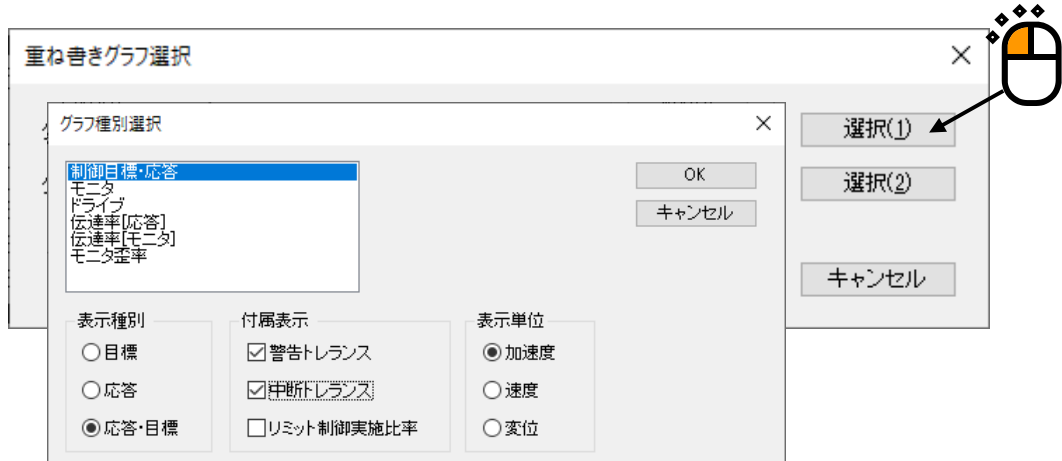 重ね書きグラフ選択
グラフ種別選択
選択(1)
制御目標・応答
モニタ
ドライブ
伝達率[応答]
伝達率[モニタ]
モニタ歪率
OK
キャンセル
選択(2)
キャンセル
表示種別
目標
応答
応答・目標
付属表示
警告トレランス
中断トレランス
リミット制御実施比率
表示単位
加速度
速度
変位